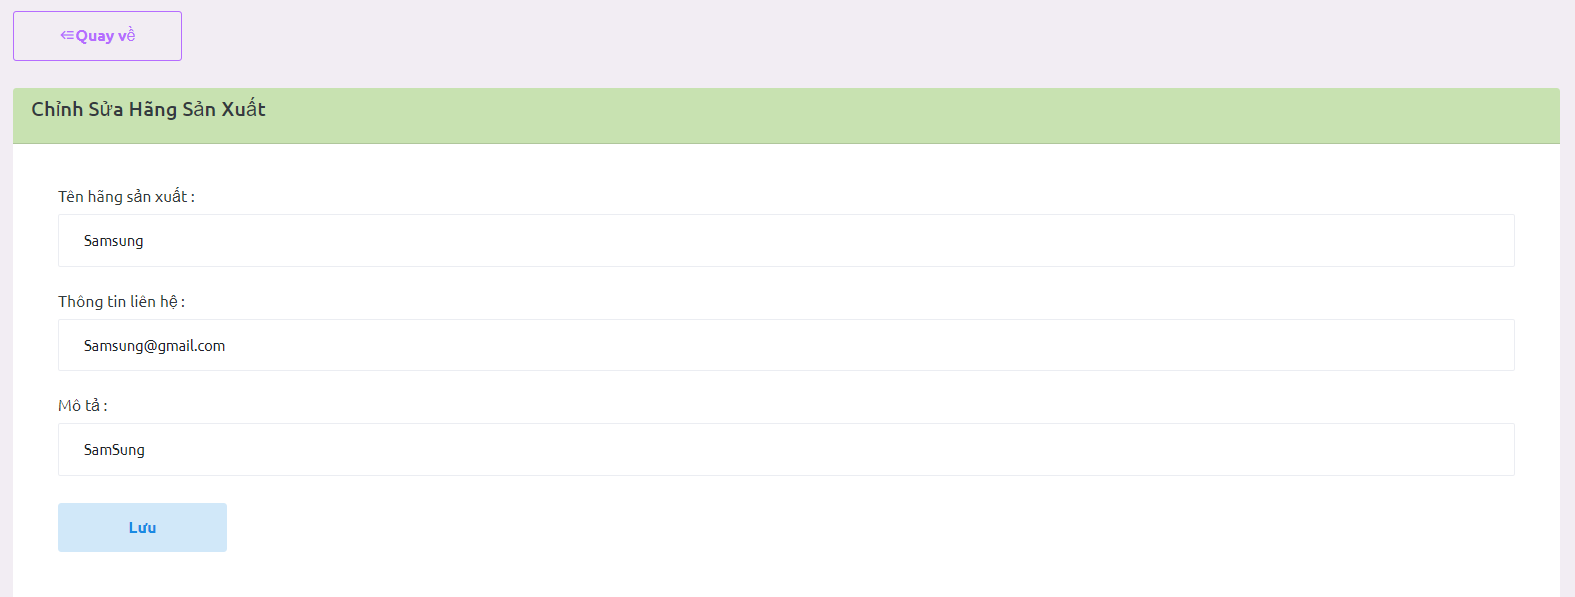 Quay về
Chỉnh Sửa Hãng Sản Xuất
Tên hãng sản xuất :
Samsung
Thông tin liên hệ :
Samsung@gmail.com
Mô tả :
SamSung
Lưu